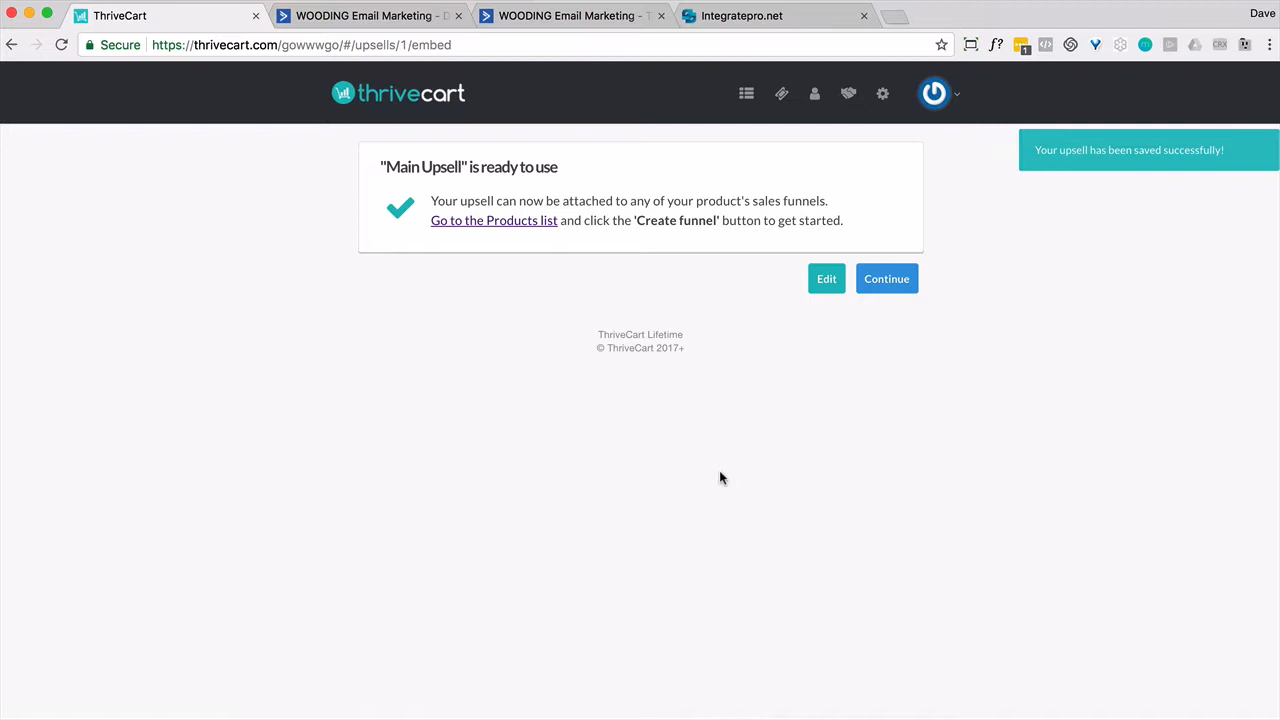 ThriveCart
WOODING Email Marketing - D
WOODING Email Marketing - T
Integratepro.net
Dave
Secure
https://thrivecart.com/gowwwgo/#/upsells/1/embed
f?
1
CRX
thrivecart
Your upsell has been saved successfully!
"Main Upsell" is ready to use
Your upsell can now be attached to any of your product's sales funnels.
Go to the Products list and click the 'Create funnel' button to get started.
Edit
Continue
ThriveCart Lifetime
© ThriveCart 2017+